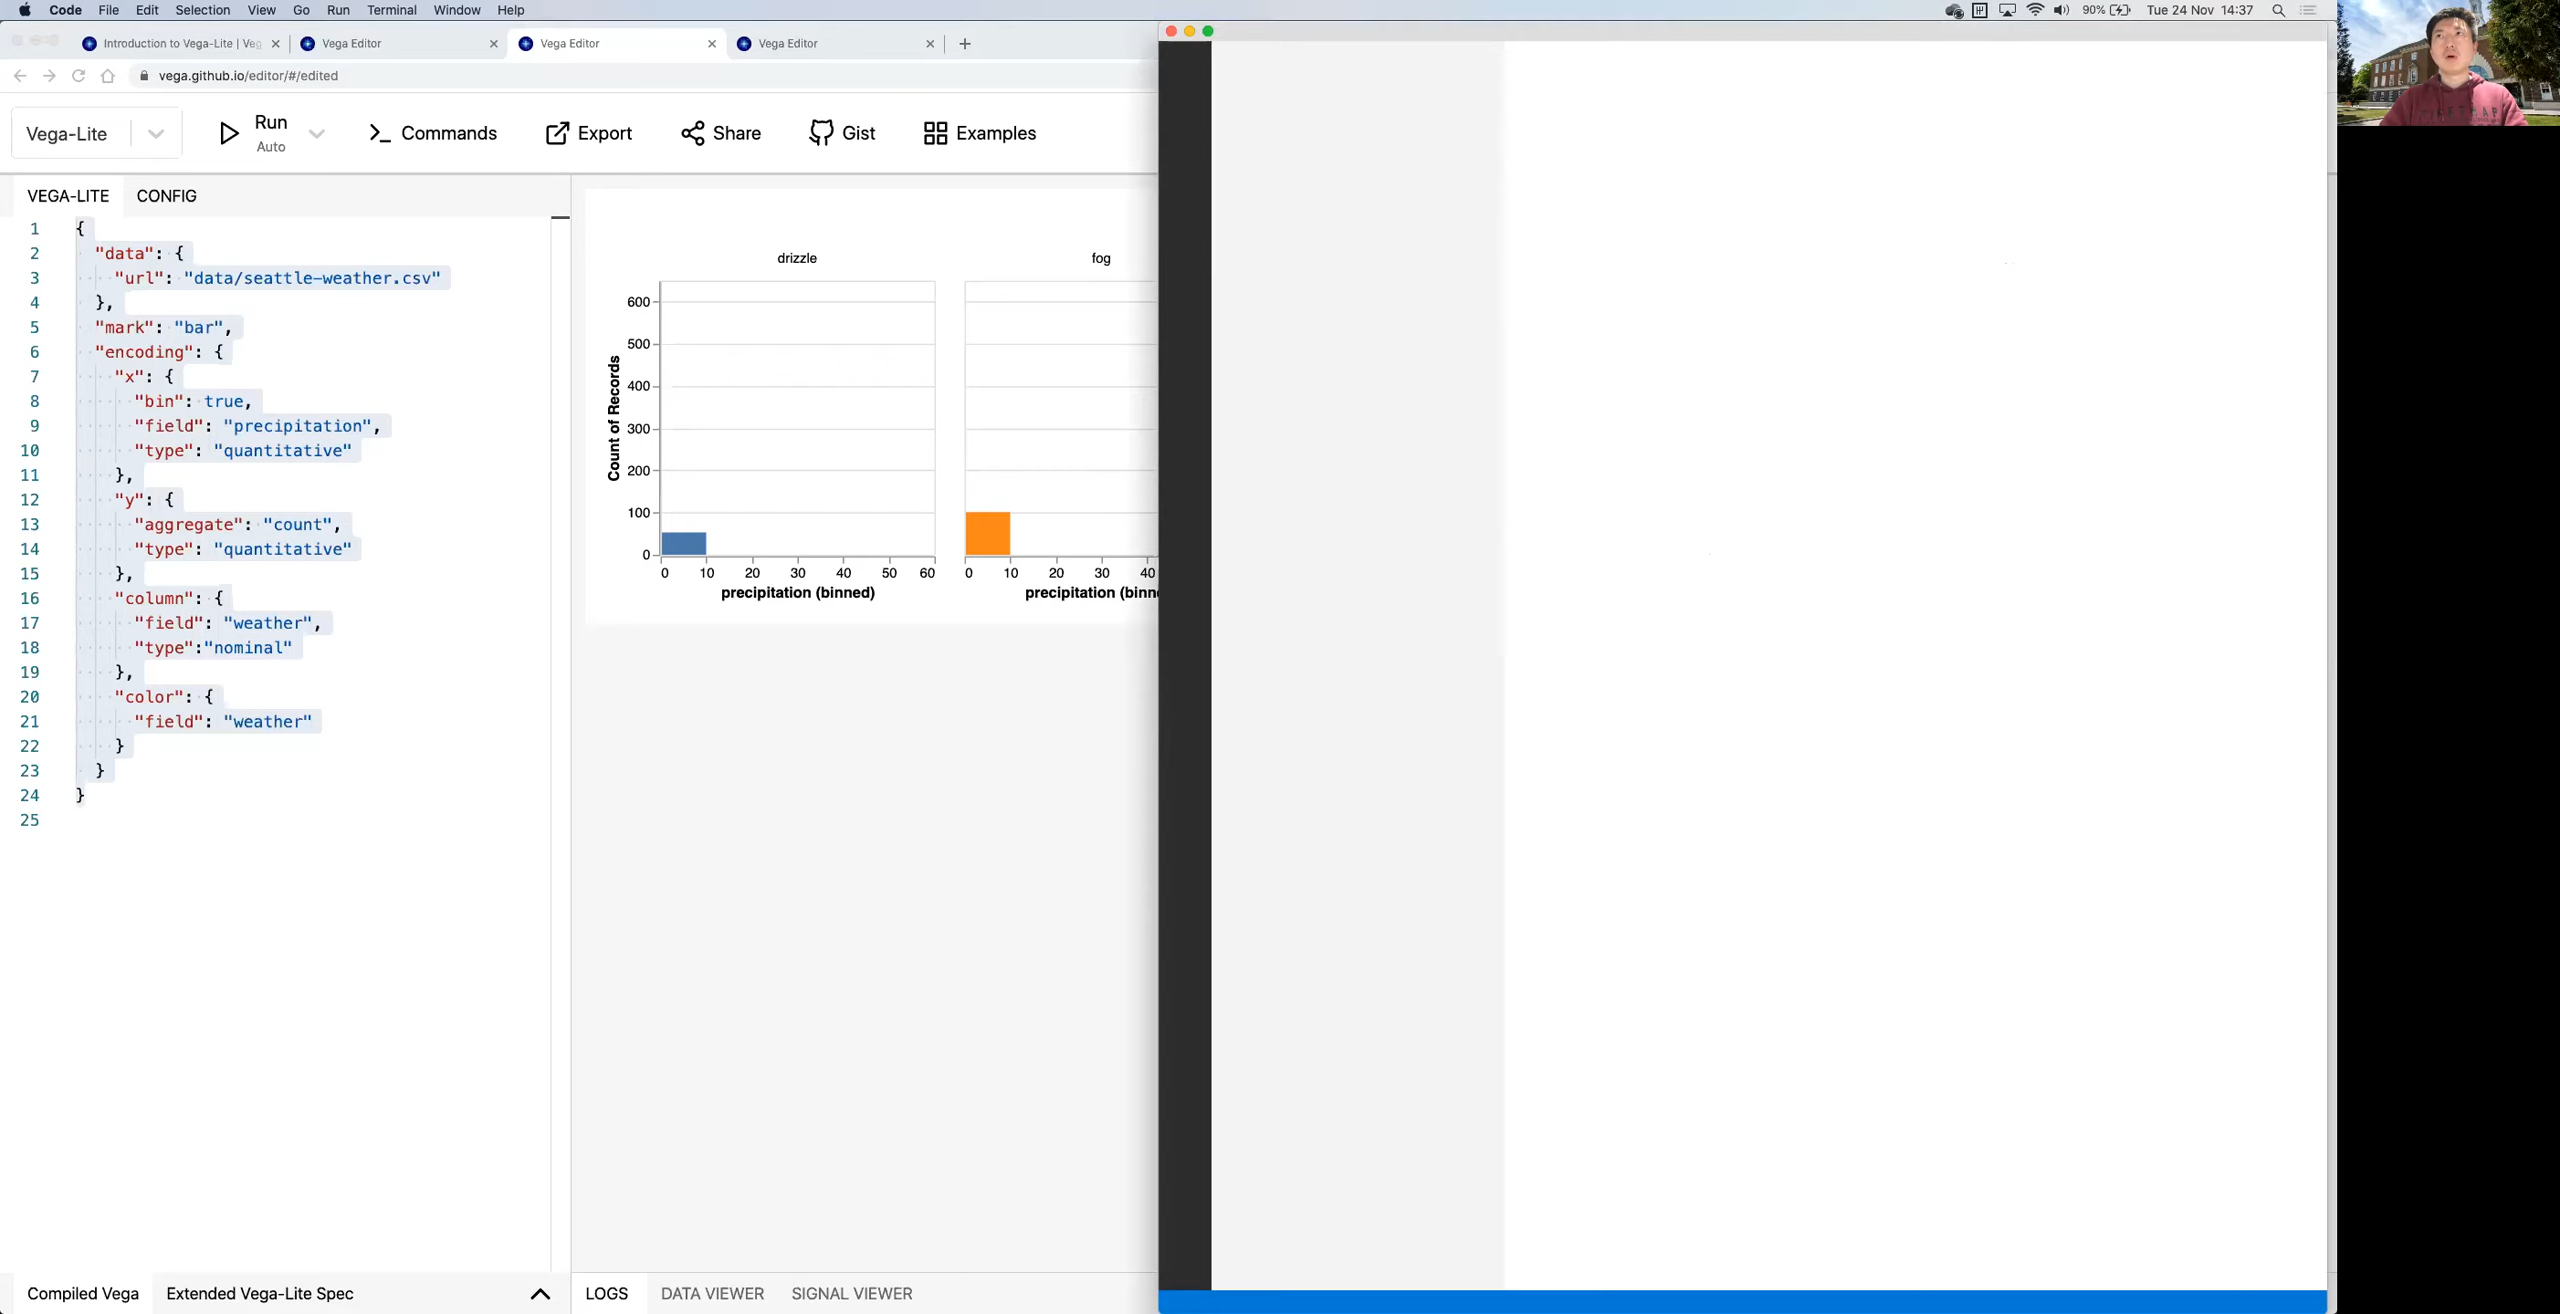 Code File Edit Selection View Go Run Terminal Window Help
90% Tue 24 Nov 14:37
Introduction to Vega-Lite | Veg
Vega Editor
Vega Editor
Vega Editor
vega.github.io/editor/#/edited
Vega-Lite
Run
Auto
Commands
Export
Share
Gist
Examples
VEGA-LITE CONFIG
1 {
2 "data": {
3 "url": "data/seattle-weather.csv"
4 },
5 "mark": "bar",
6 "encoding": {
7 "x": {
8 "bin": true,
9 "field": "precipitation",
10 "type": "quantitative"
11 },
12 "y": {
13 "aggregate": "count",
14 "type": "quantitative"
15 },
16 "column": {
17 "field": "weather",
18 "type":"nominal"
19 },
20 "color": {
21 "field": "weather"
22 }
23 }
24 }
25
drizzle
fog
Count of Records
600
500
400
300
200
100
0
0 10 20 30 40 50 60
precipitation (binned)
0 10 20 30 40
precipitation (binne
Compiled Vega Extended Vega-Lite Spec
LOGS DATA VIEWER SIGNAL VIEWER